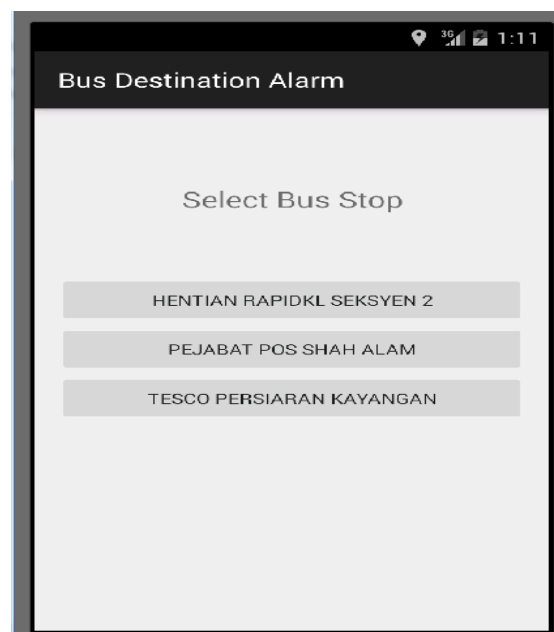 3G 1:11
Bus Destination Alarm
Select Bus Stop
HENTIAN RAPIDKL SEKSYEN 2
PEJABAT POS SHAH ALAM
TESCO PERSIARAN KAYANGAN